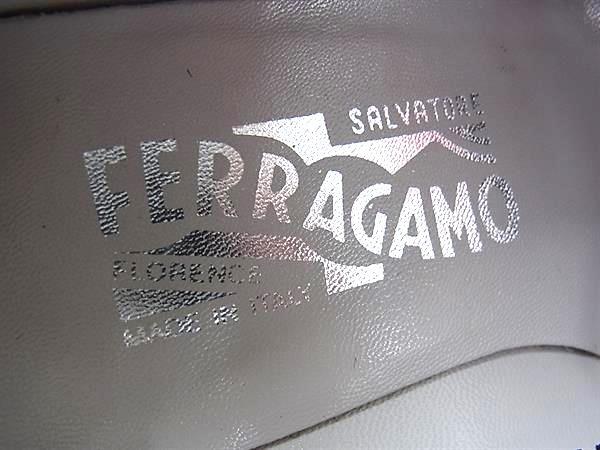 SALVATORE
FERRAGAMO
FLORENCE
MADE IN ITALY